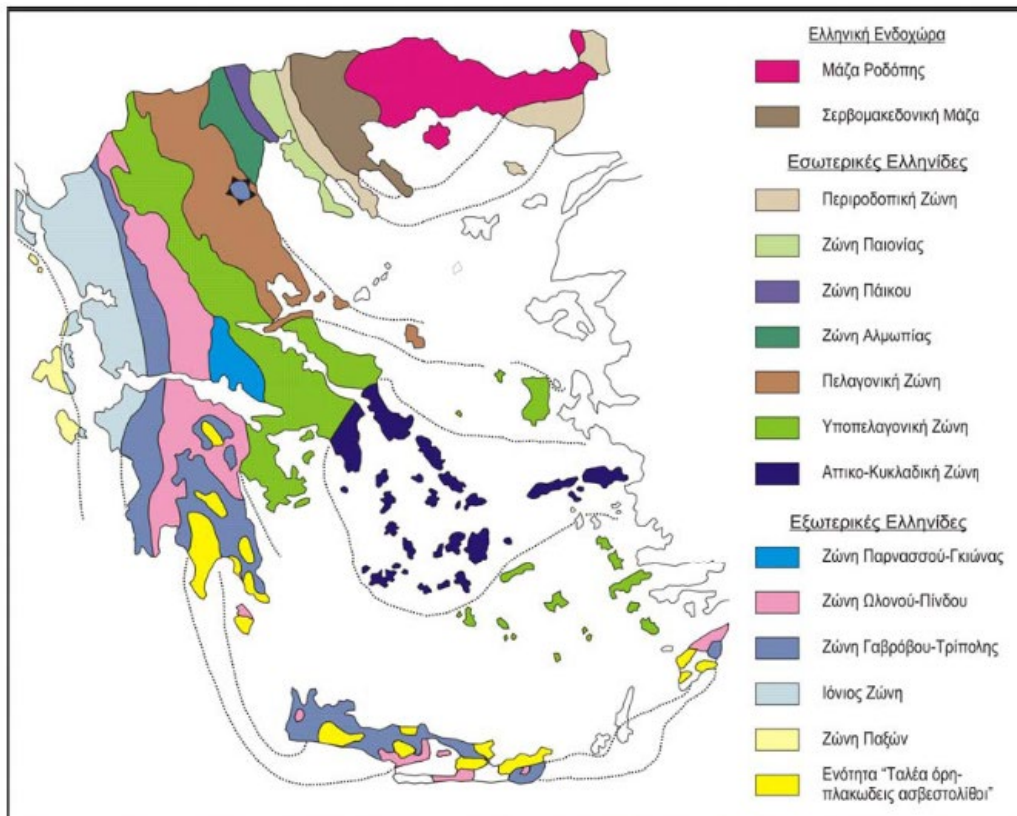 Ελληνική Ενδοχώρα
Μάζα Ροδόπης
Σερβομακεδονική Μάζα
Εσωτερικές Ελληνίδες
Περιροδοπική Ζώνη
Ζώνη Παιονίας
Ζώνη Πάικου
Ζώνη Αλμωπίας
Πελαγονική Ζώνη
Υποπελαγονική Ζώνη
Αττικο-Κυκλαδική Ζώνη
Εξωτερικές Ελληνίδες
Ζώνη Παρνασσού-Γκιώνας
Ζώνη Ωλονού-Πίνδου
Ζώνη Γαβρόβου-Τρίπολης
Ιόνιος Ζώνη
Ζώνη Παξών
Ενότητα "Ταλέα όρη-
πλακωδεις ασβεστολίθοι"